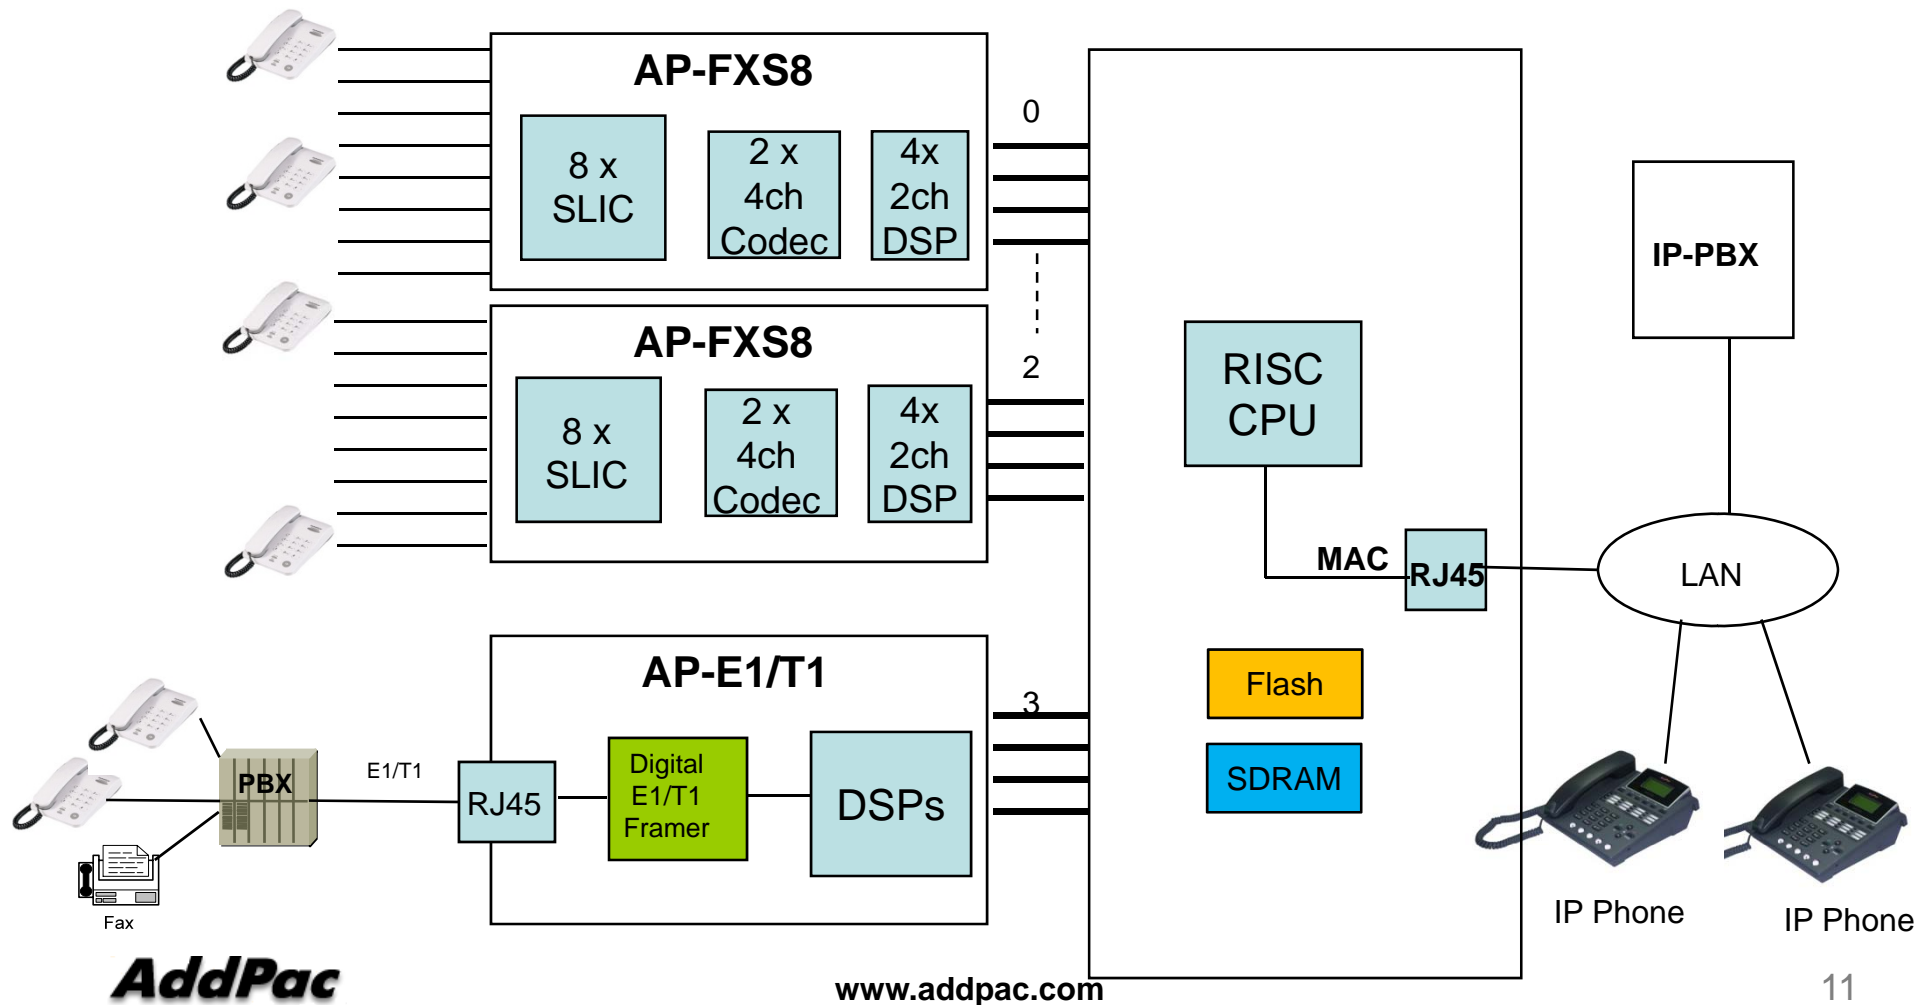 AP-FXS8
8 x
SLIC
2 x
4ch
Codec
4x
2ch
DSP
0
AP-FXS8
8 x
SLIC
2 x
4ch
Codec
4x
2ch
DSP
2
RISC
CPU
MAC
RJ45
IP-PBX
LAN
Flash
SDRAM
AP-E1/T1
3
PBX
E1/T1
RJ45
Digital
E1/T1
Framer
DSPs
Fax
IP Phone
IP Phone
AddPac
www.addpac.com
11